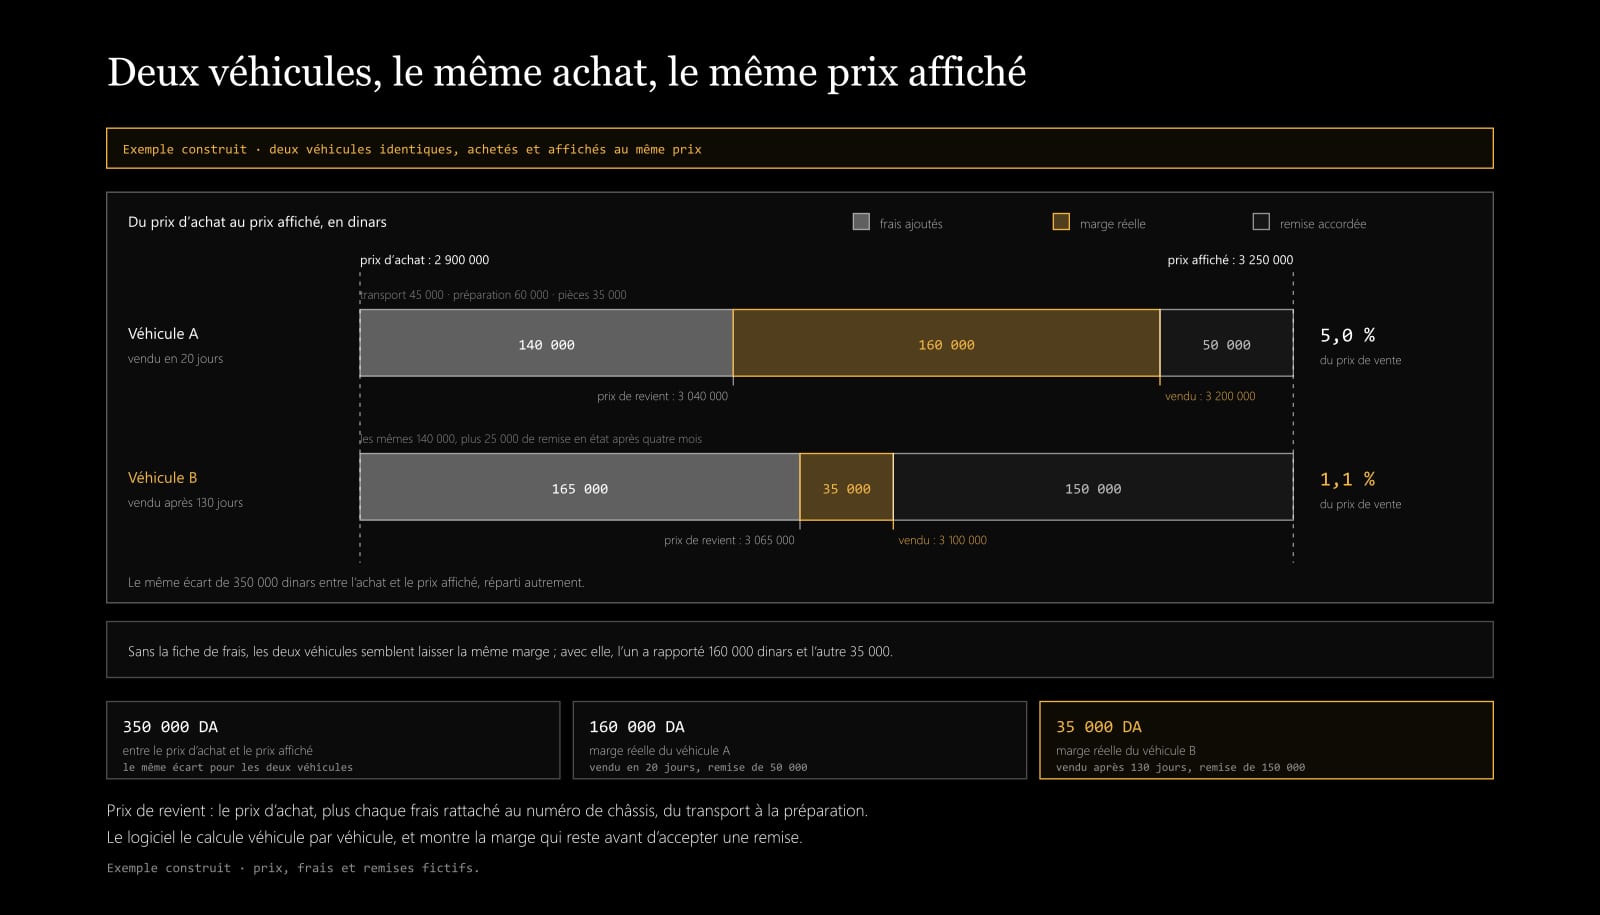 Deux véhicules, le même achat, le même prix affiché
Exemple construit · deux véhicules identiques, achetés et affichés au même prix
Du prix d’achat au prix affiché, en dinars
frais ajoutés
marge réelle
remise accordée
prix d’achat : 2 900 000
prix affiché : 3 250 000
transport 45 000 · préparation 60 000 · pièces 35 000
Véhicule A
vendu en 20 jours
140 000
160 000
50 000
5,0 %
du prix de vente
prix de revient : 3 040 000
vendu : 3 200 000
les mêmes 140 000, plus 25 000 de remise en état après quatre mois
Véhicule B
vendu après 130 jours
165 000
35 000
150 000
1,1 %
du prix de vente
prix de revient : 3 065 000
vendu : 3 100 000
Le même écart de 350 000 dinars entre l’achat et le prix affiché, réparti autrement.
Sans la fiche de frais, les deux véhicules semblent laisser la même marge ; avec elle, l’un a rapporté 160 000 dinars et l’autre 35 000.
350 000 DA
entre le prix d’achat et le prix affiché
le même écart pour les deux véhicules
160 000 DA
marge réelle du véhicule A
vendu en 20 jours, remise de 50 000
35 000 DA
marge réelle du véhicule B
vendu après 130 jours, remise de 150 000
Prix de revient : le prix d’achat, plus chaque frais rattaché au numéro de châssis, du transport à la préparation.
Le logiciel le calcule véhicule par véhicule, et montre la marge qui reste avant d’accepter une remise.
Exemple construit · prix, frais et remises fictifs.